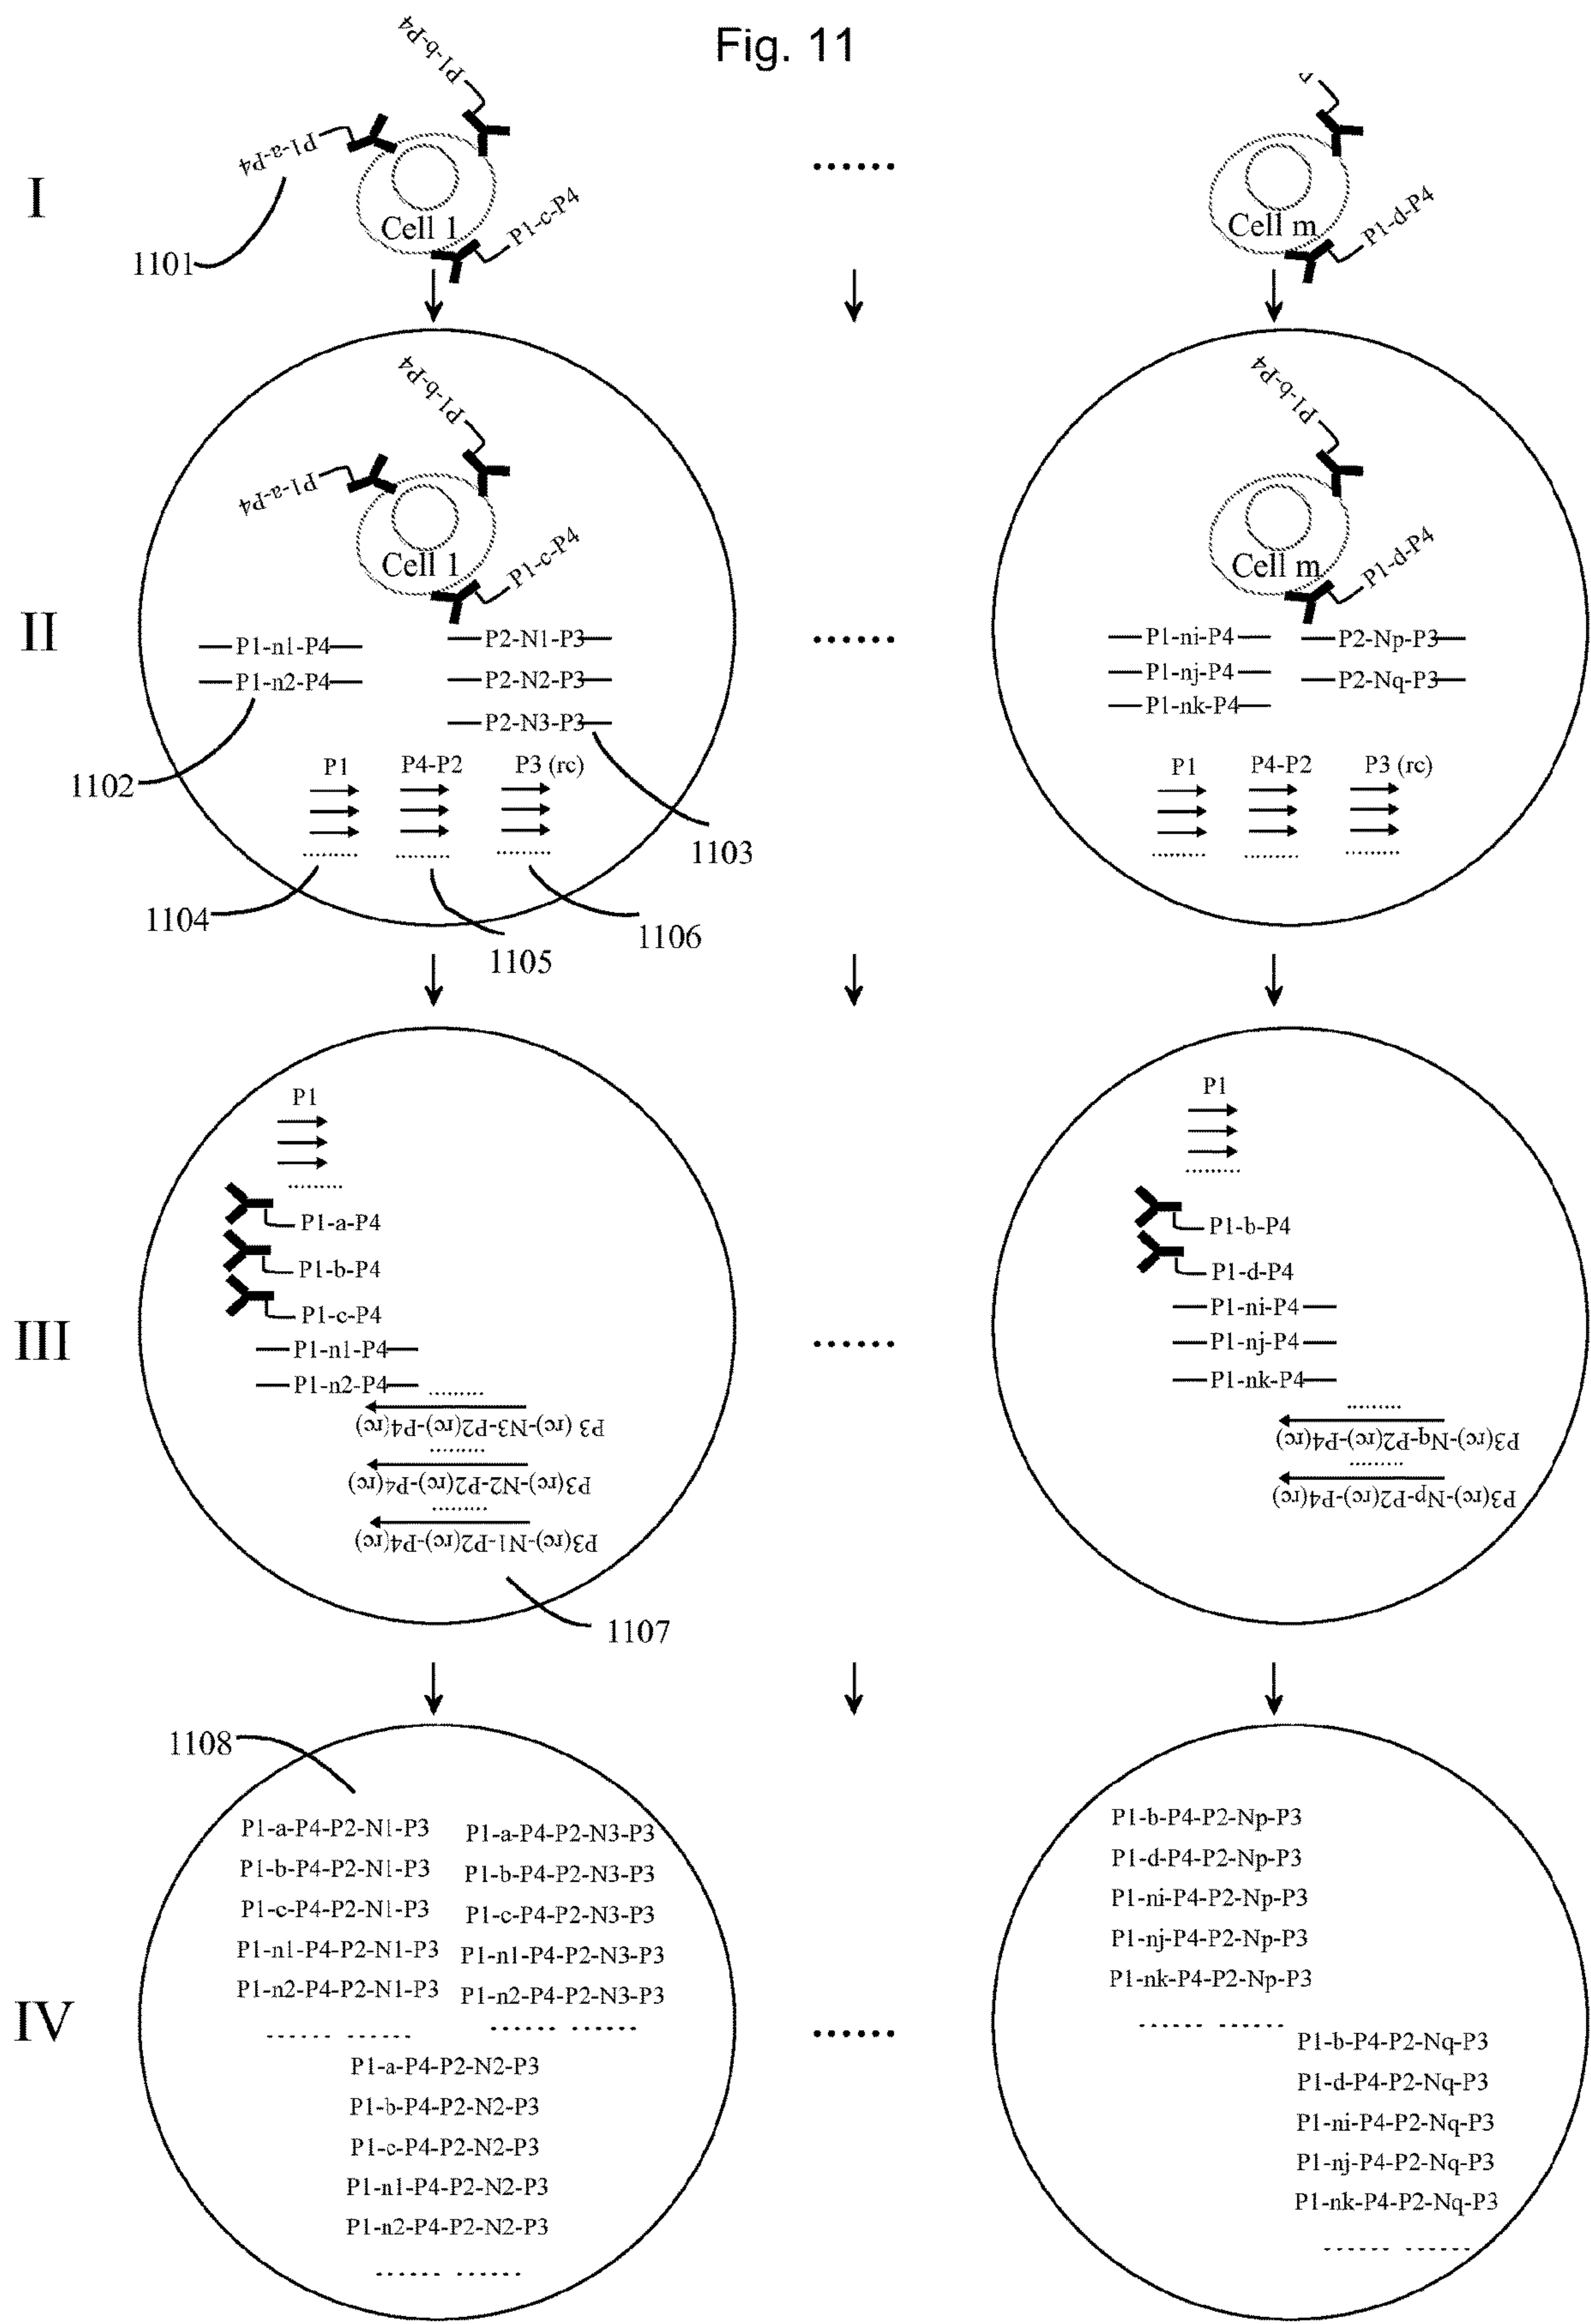 Fig. 11
P1-b-P4
P1-a-P4
I
Cell 1
P1-c-P4
1101
......
Cell m
P1-d-P4
P1-b-P4
P1-a-P4
Cell 1
P1-c-P4
P1-b-P4
Cell m
P1-d-P4
II
......
P1-n1-P4
P1-n2-P4
P2-N1-P3
P2-N2-P3
P2-N3-P3
1102
P1 P4-P2 P3 (rc)
1103
1104
1105
1106
P1-ni-P4
P1-nj-P4
P1-nk-P4
P2-Np-P3
P2-Nq-P3
P1 P4-P2 P3 (rc)
III
P1
P1-a-P4
P1-b-P4
P1-c-P4
P1-n1-P4
P1-n2-P4
P3 (rc)-N3-P2(rc)-P4(rc)
P3(rc)-N2-P2(rc)-P4(rc)
P3(rc)-N1-P2(rc)-P4(rc)
1107
......
P1
P1-b-P4
P1-d-P4
P1-ni-P4
P1-nj-P4
P1-nk-P4
P3(rc)-Nq-P2(rc)-P4(rc)
P3(rc)-Np-P2(rc)-P4(rc)
1108
IV
P1-a-P4-P2-N1-P3
P1-b-P4-P2-N1-P3
P1-c-P4-P2-N1-P3
P1-n1-P4-P2-N1-P3
P1-n2-P4-P2-N1-P3
P1-a-P4-P2-N3-P3
P1-b-P4-P2-N3-P3
P1-c-P4-P2-N3-P3
P1-n1-P4-P2-N3-P3
P1-n2-P4-P2-N3-P3
P1-a-P4-P2-N2-P3
P1-b-P4-P2-N2-P3
P1-c-P4-P2-N2-P3
P1-n1-P4-P2-N2-P3
P1-n2-P4-P2-N2-P3
......
P1-b-P4-P2-Np-P3
P1-d-P4-P2-Np-P3
P1-ni-P4-P2-Np-P3
P1-nj-P4-P2-Np-P3
P1-nk-P4-P2-Np-P3
P1-b-P4-P2-Nq-P3
P1-d-P4-P2-Nq-P3
P1-ni-P4-P2-Nq-P3
P1-nj-P4-P2-Nq-P3
P1-nk-P4-P2-Nq-P3